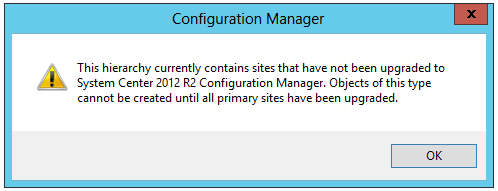 Configuration Manager
x
This hierarchy currently contains sites that have not been upgraded to
System Center 2012 R2 Configuration Manager. Objects of this type
cannot be created until all primary sites have been upgraded.
OK